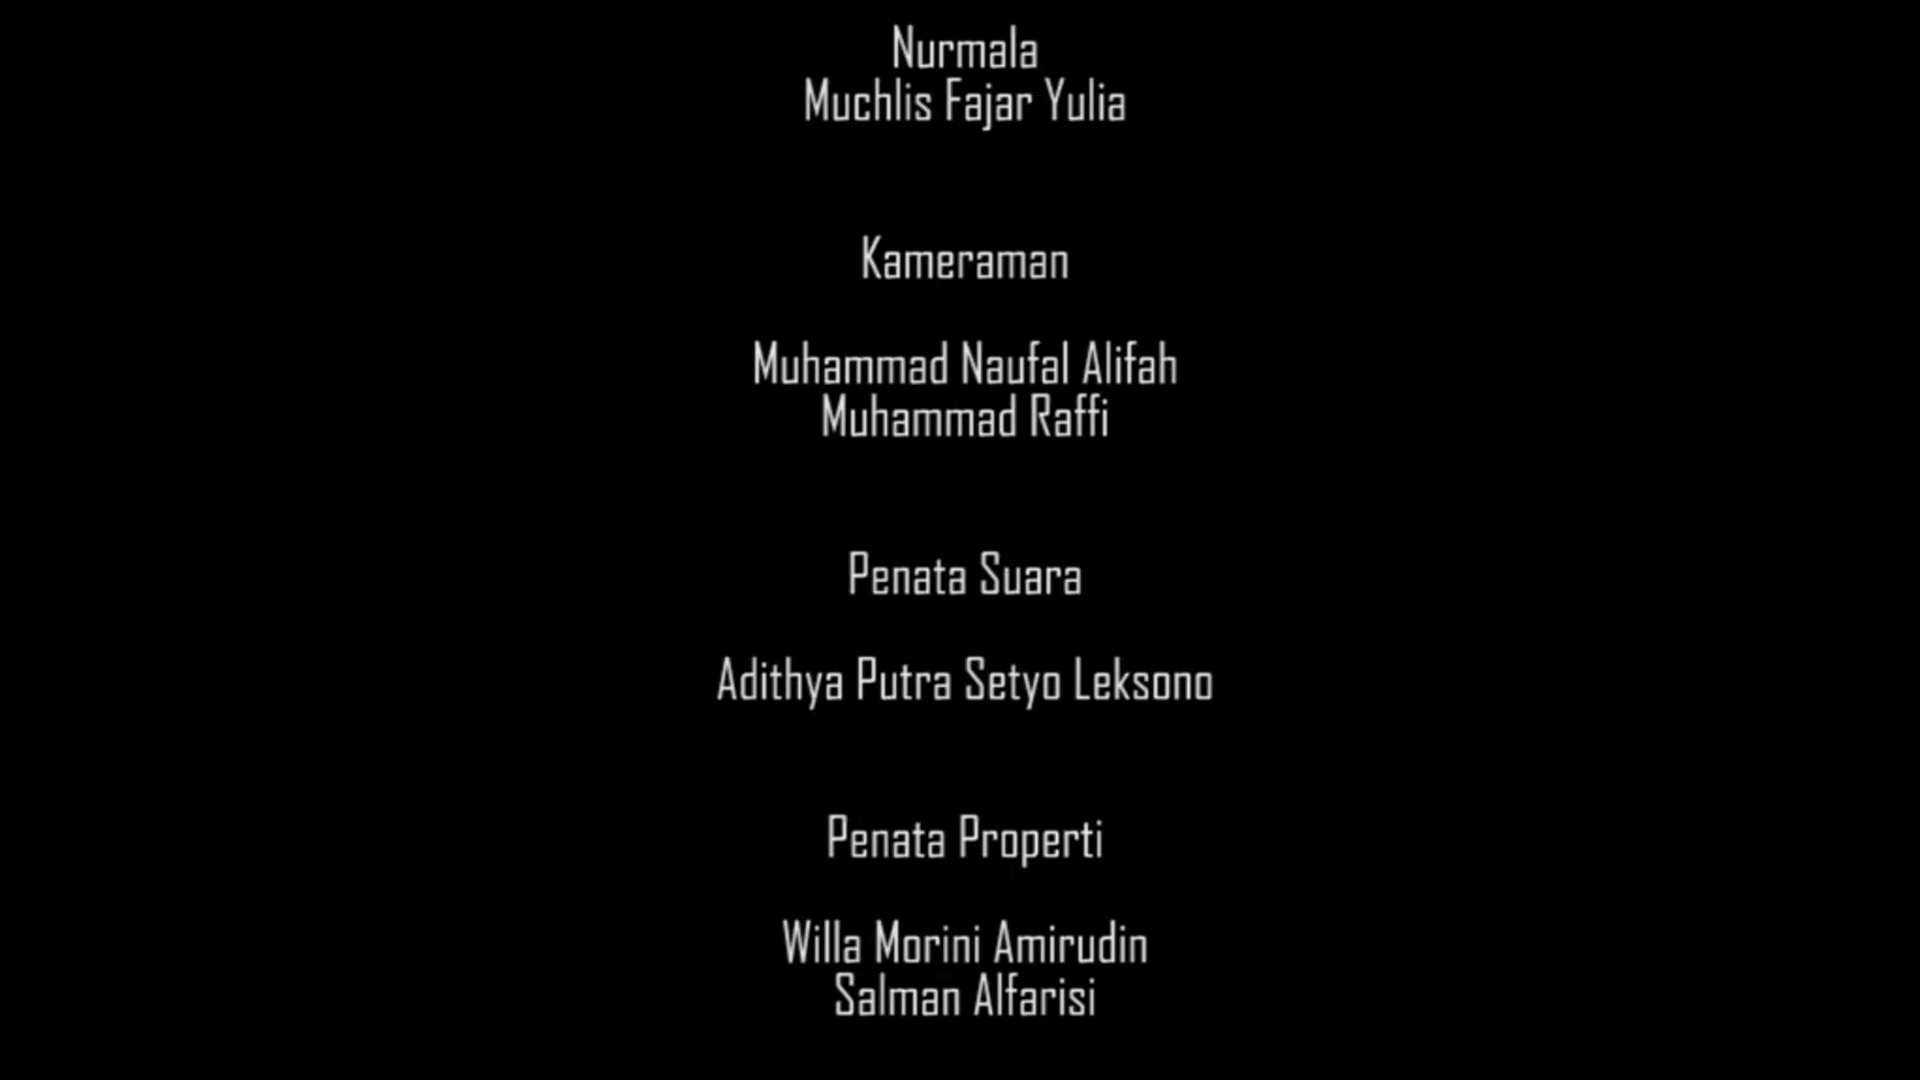 Nurmala
Muchlis Fajar Yulia
Kameraman
Muhammad Naufal Alifah
Muhammad Raffi
Penata Suara
Adithya Putra Setyo Leksono
Penata Properti
Willa Morini Amirudin
Salman Alfarisi